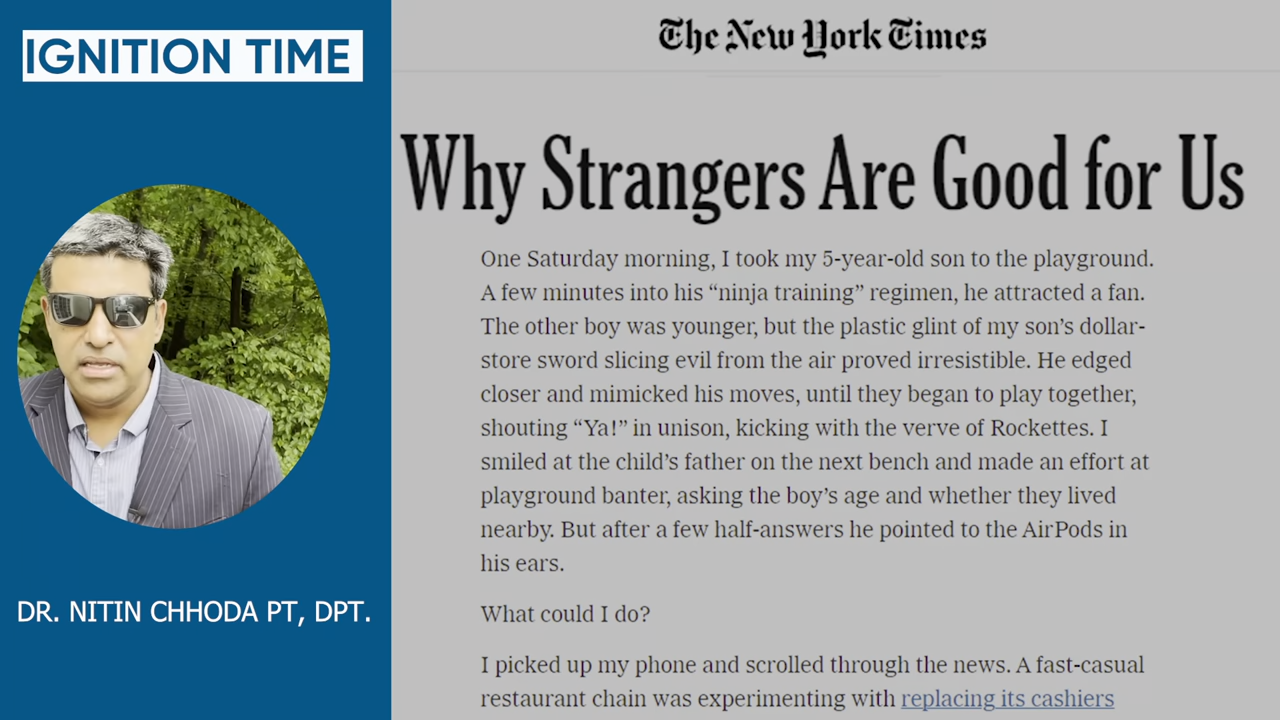 IGNITION TIME
DR. NITIN CHHODA PT, DPT.
The New York Times
Why Strangers Are Good for Us
One Saturday morning, I took my 5-year-old son to the playground.
A few minutes into his “ninja training” regimen, he attracted a fan.
The other boy was younger, but the plastic glint of my son’s dollar-
store sword slicing evil from the air proved irresistible. He edged
closer and mimicked his moves, until they began to play together,
shouting “Ya!” in unison, kicking with the verve of Rockettes. I
smiled at the child’s father on the next bench and made an effort at
playground banter, asking the boy’s age and whether they lived
nearby. But after a few half-answers he pointed to the AirPods in
his ears.
What could I do?
I picked up my phone and scrolled through the news. A fast-casual
restaurant chain was experimenting with replacing its cashiers